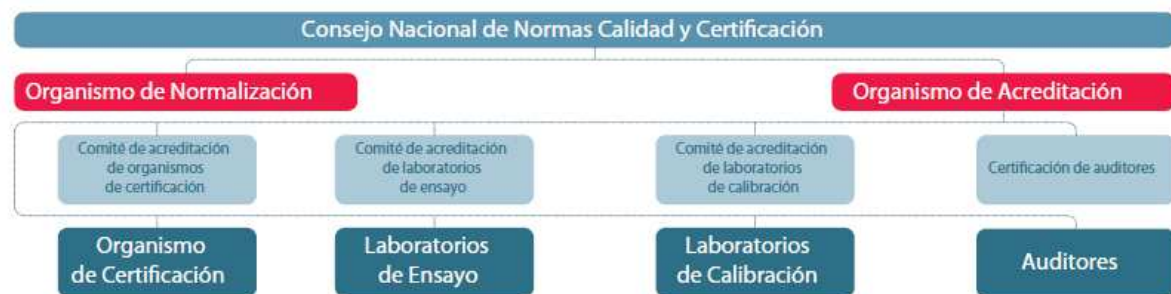 Consejo Nacional de Normas Calidad y Certificación
Organismo de Normalización
Organismo de Acreditación
Comité de acreditación
de organismos
de certificación
Comité de acreditación
de laboratorios
de ensayo
Comité de acreditación
de laboratorios
de calibración
Certificación de auditores
Organismo
de Certificación
Laboratorios
de Ensayo
Laboratorios
de Calibración
Auditores